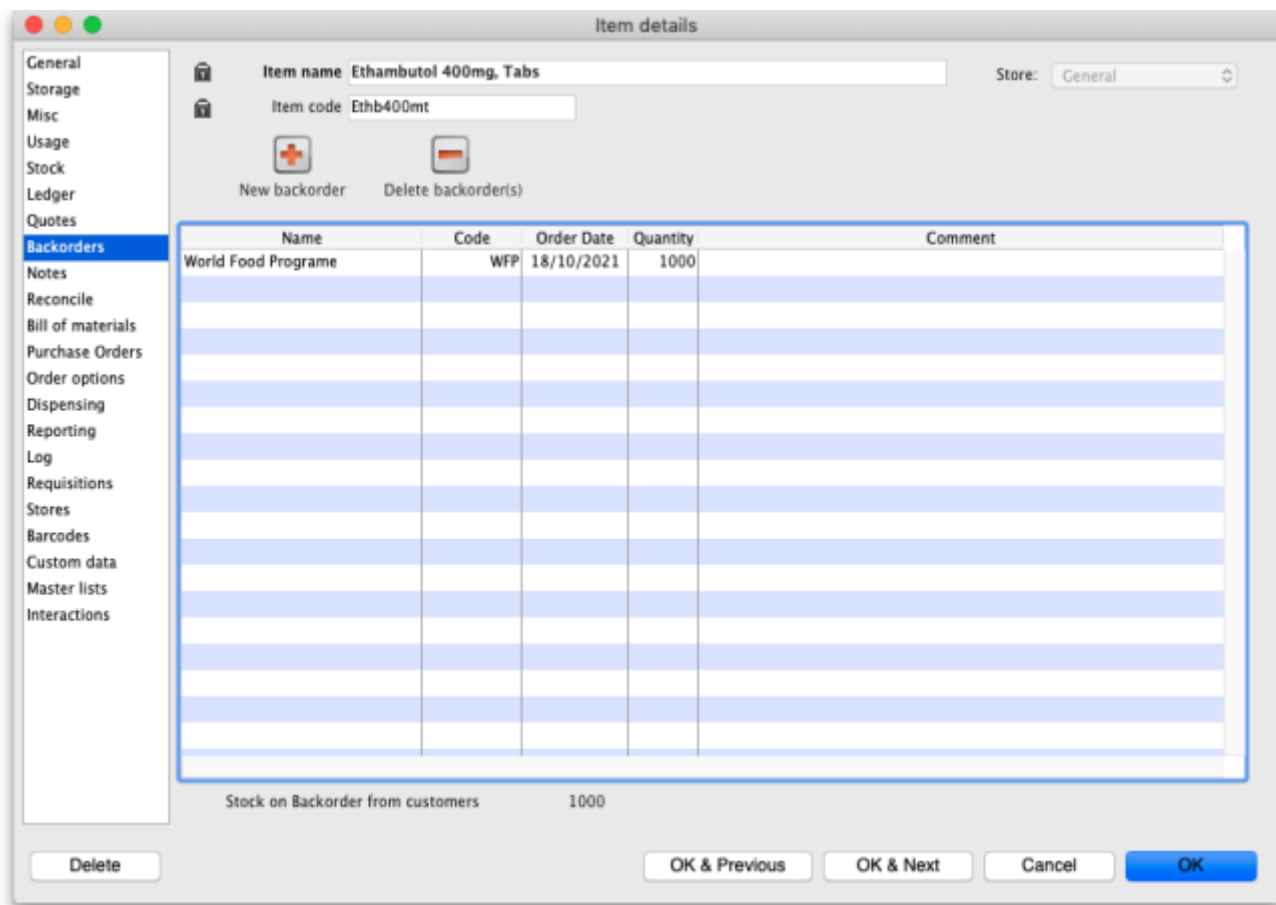 Item details
General
Storage
Misc
Usage
Stock
Ledger
Quotes
Backorders
Notes
Reconcile
Bill of materials
Purchase Orders
Order options
Dispensing
Reporting
Log
Requisitions
Stores
Barcodes
Custom data
Master lists
Interactions
Item name Ethambutol 400mg, Tabs
Store: General
Item code Ethb400mt
New backorder Delete backorder(s)
Name Code Order Date Quantity Comment
World Food Programe WFP 18/10/2021 1000
Stock on Backorder from customers 1000
Delete OK & Previous OK & Next Cancel OK